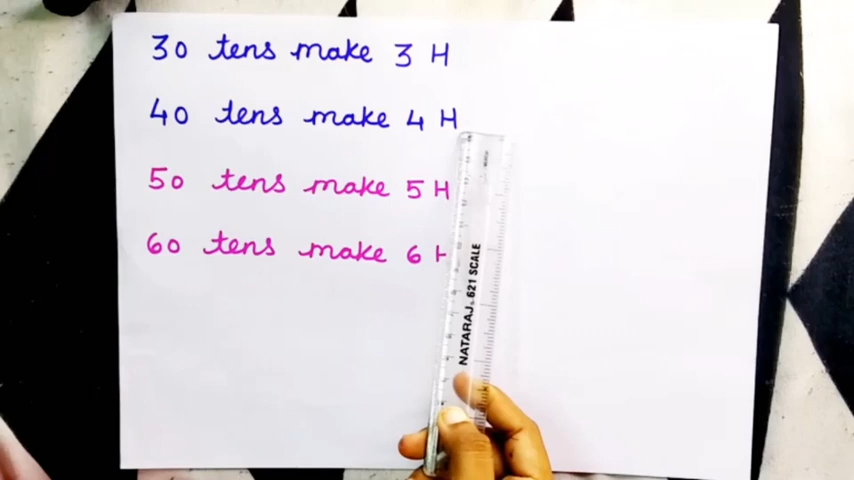 30 tens make 3 H
40 tens make 4 H
50 tens make 5 H
60 tens make 6 H
NATARAJ 621 SCALE